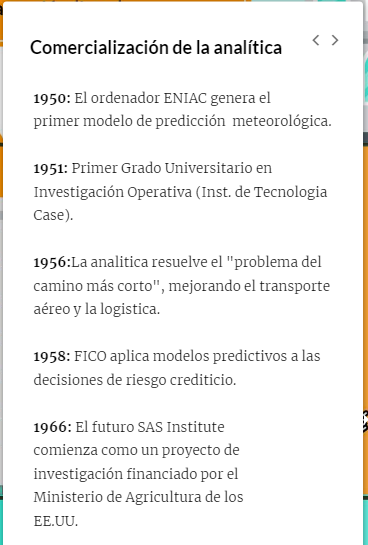 Comercialización de la analítica
1950: El ordenador ENIAC genera el
primer modelo de predicción meteorológica.
1951: Primer Grado Universitario en
Investigación Operativa (Inst. de Tecnologia
Case).
1956:La analitica resuelve el "problema del
camino más corto", mejorando el transporte
aéreo y la logistica.
1958: FICO aplica modelos predictivos a las
decisiones de riesgo crediticio.
1966: El futuro SAS Institute
comienza como un proyecto de
investigación financiado por el
Ministerio de Agricultura de los
EE.UU.